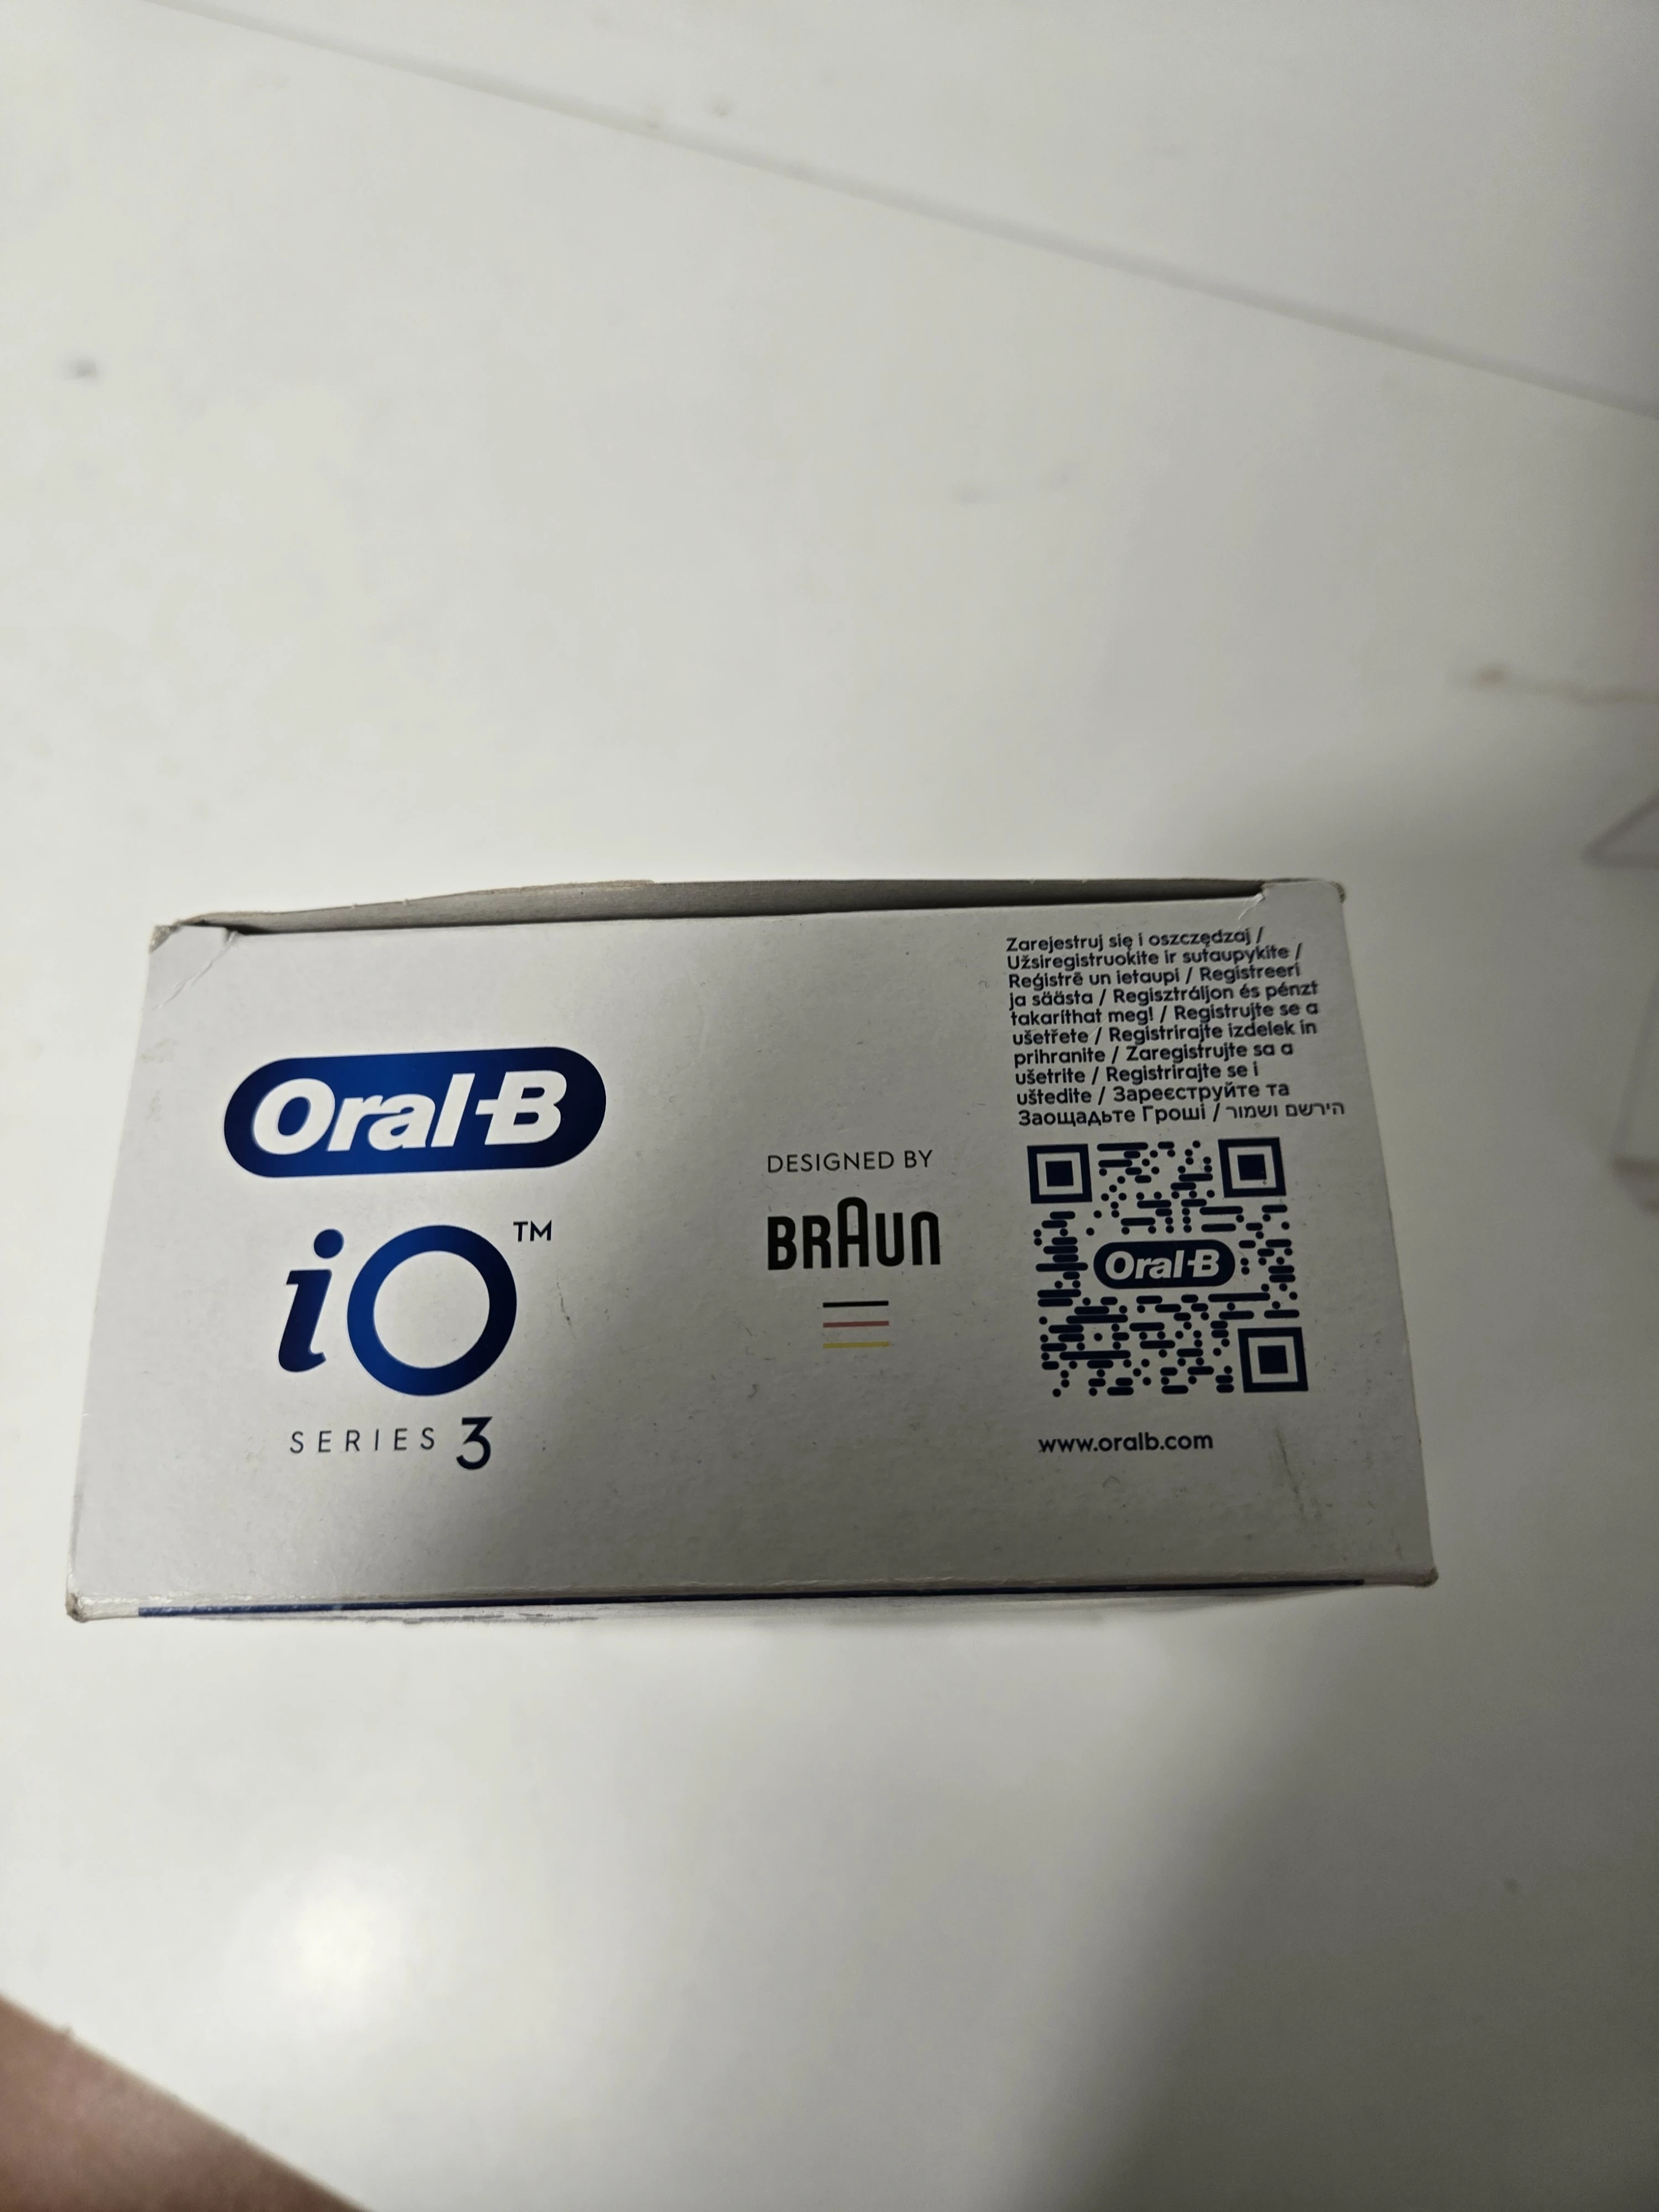 Oral-B
iO™
SERIES 3
DESIGNED BY
BRAUN
Zarejestruj się i oszczędzaj /
Užsiregistruokite ir sutaupykite /
Reģistrē un ietaupi / Registreeri
ja säästa / Regisztráljon és pénzt
takaríthat meg! / Registrujte se a
ušetřete / Registrirajte izdelek in
prihranite / Zaregistrujte sa a
ušetrite / Registrirajte se i
uštedite / Зареєструйте та
Заощадьте Гроші / הירשם ושמור
Oral-B
www.oralb.com